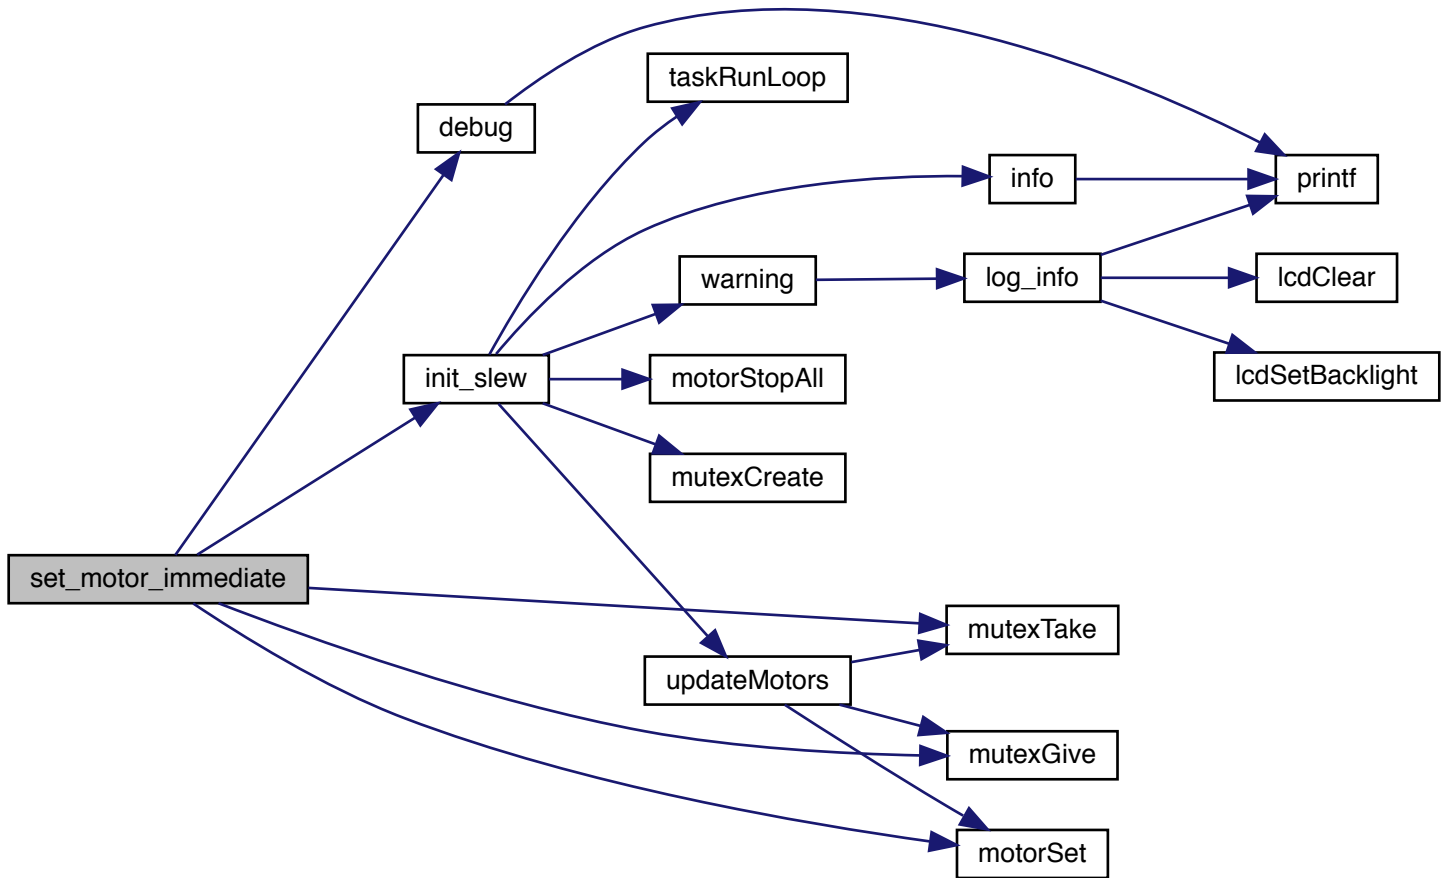 taskRunLoop
debug
info
printf
warning
log_info
lcdClear
init_slew
motorStopAll
lcdSetBacklight
mutexCreate
set_motor_immediate
mutexTake
updateMotors
mutexGive
motorSet